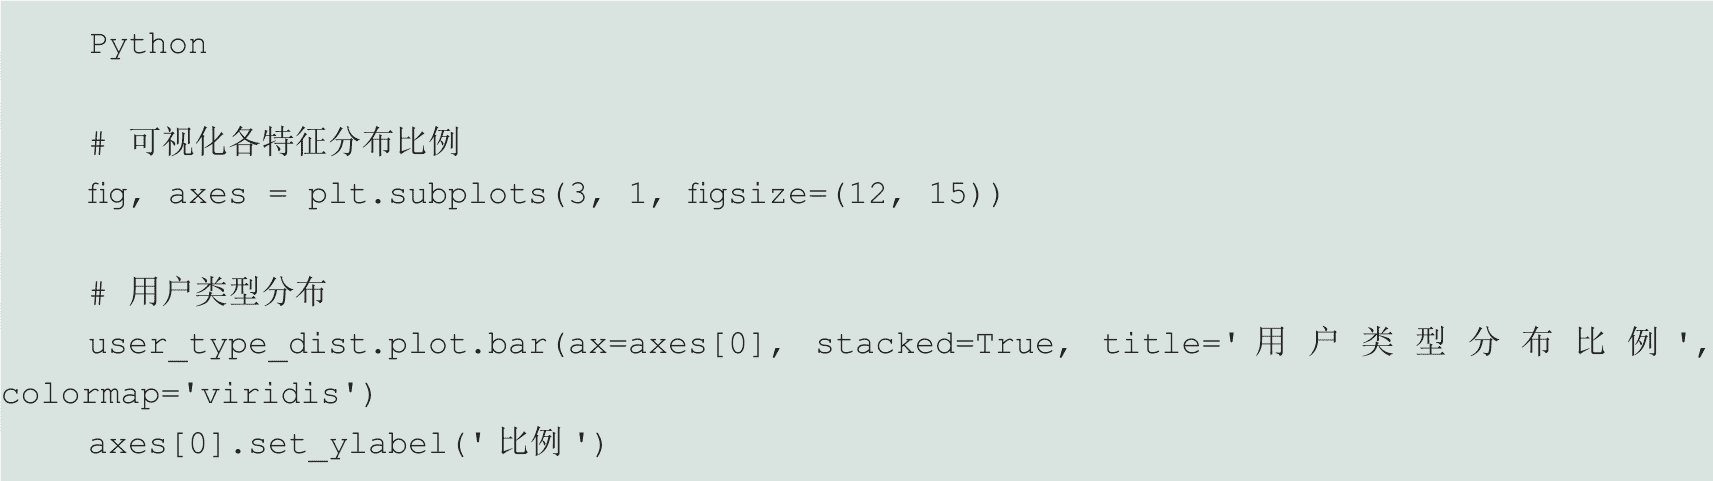 Python
# 可视化各特征分布比例
fig, axes = plt.subplots(3, 1, figsize=(12, 15))
# 用户类型分布
user_type_dist.plot.bar(ax=axes[0], stacked=True, title='用户类型分布比例',
colormap='viridis')
axes[0].set_ylabel('比例')